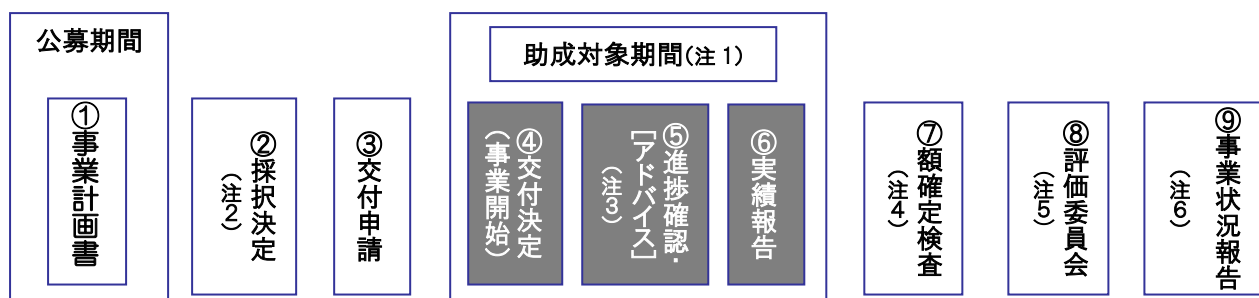 公募期間
①事業計画書
②採択決定
（注２）
③交付申請
助成対象期間(注 1)
④交付決定
（事業開始）
⑤進捗確認・
［アドバイス］
（注３）
⑥実績報告
⑦額確定検査
（注４）
⑧評価委員会
（注５）
⑨事業状況報告
（注６）